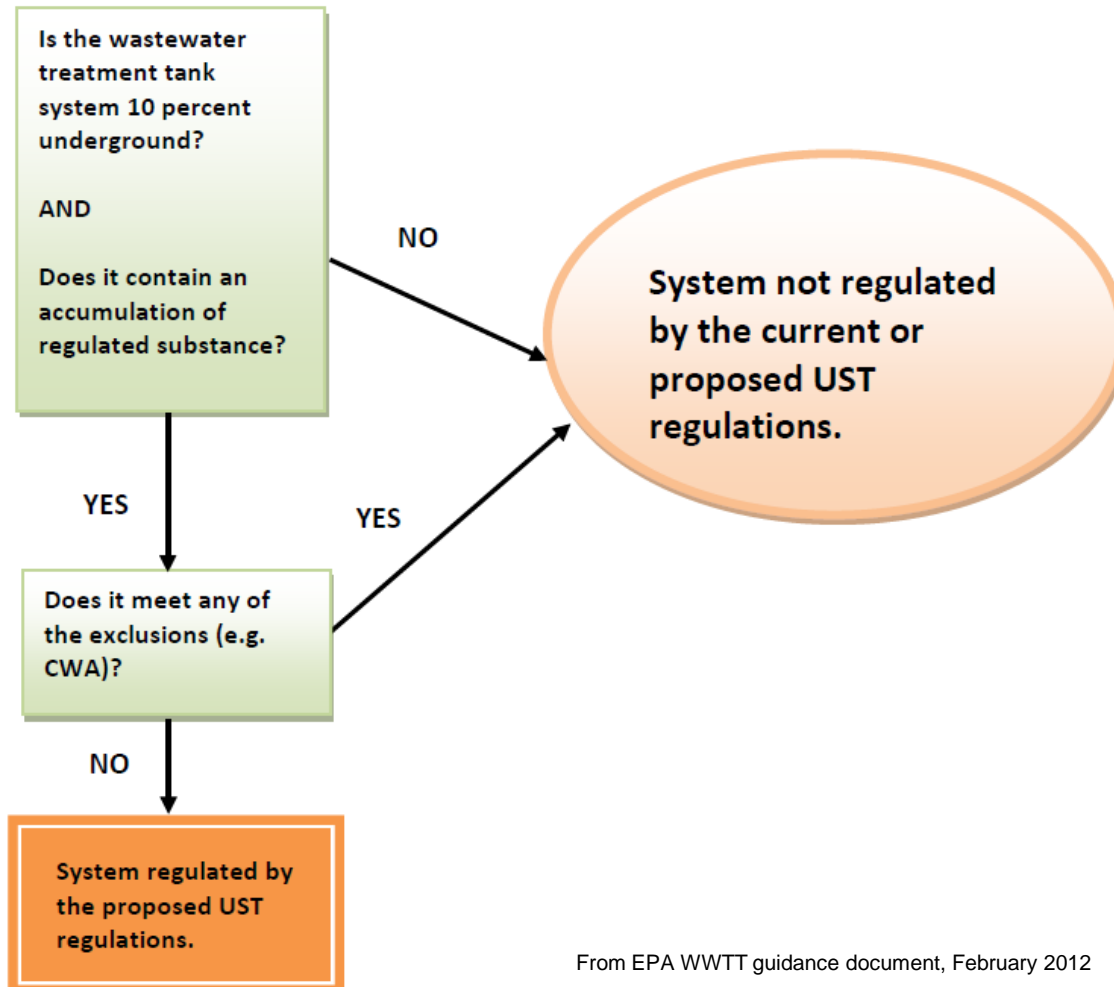 Is the wastewater
treatment tank
system 10 percent
underground?
AND
Does it contain an
accumulation of
regulated substance?
NO
System not regulated
by the current or
proposed UST
regulations.
YES
YES
Does it meet any of
the exclusions (e.g.
CWA)?
NO
System regulated by
the proposed UST
regulations.
From EPA WWTT guidance document, February 2012